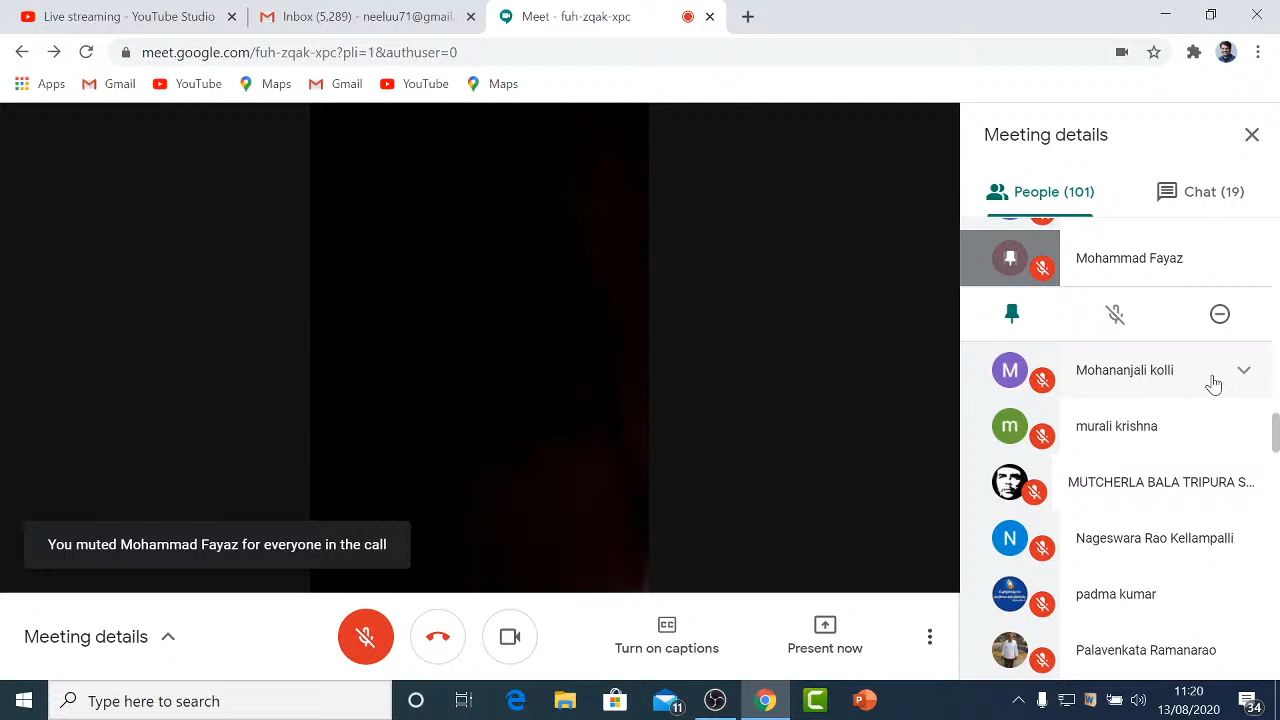 Live streaming - YouTube Studio
Inbox (5,289) - neeluu71@gmail
Meet - fuh-zqak-xpc
meet.google.com/fuh-zqak-xpc?pli=1&authuser=0
Apps Gmail YouTube Maps Gmail YouTube Maps
Meeting details
People (101) Chat (19)
Mohammad Fayaz
M Mohananjali kolli
m murali krishna
MUTCHERLA BALA TRIPURA S...
N Nageswara Rao Kellampalli
padma kumar
Palavenkata Ramanarao
You muted Mohammad Fayaz for everyone in the call
Meeting details
CC
Turn on captions
Present now
Type here to search
11
11:20
13/08/2020
34